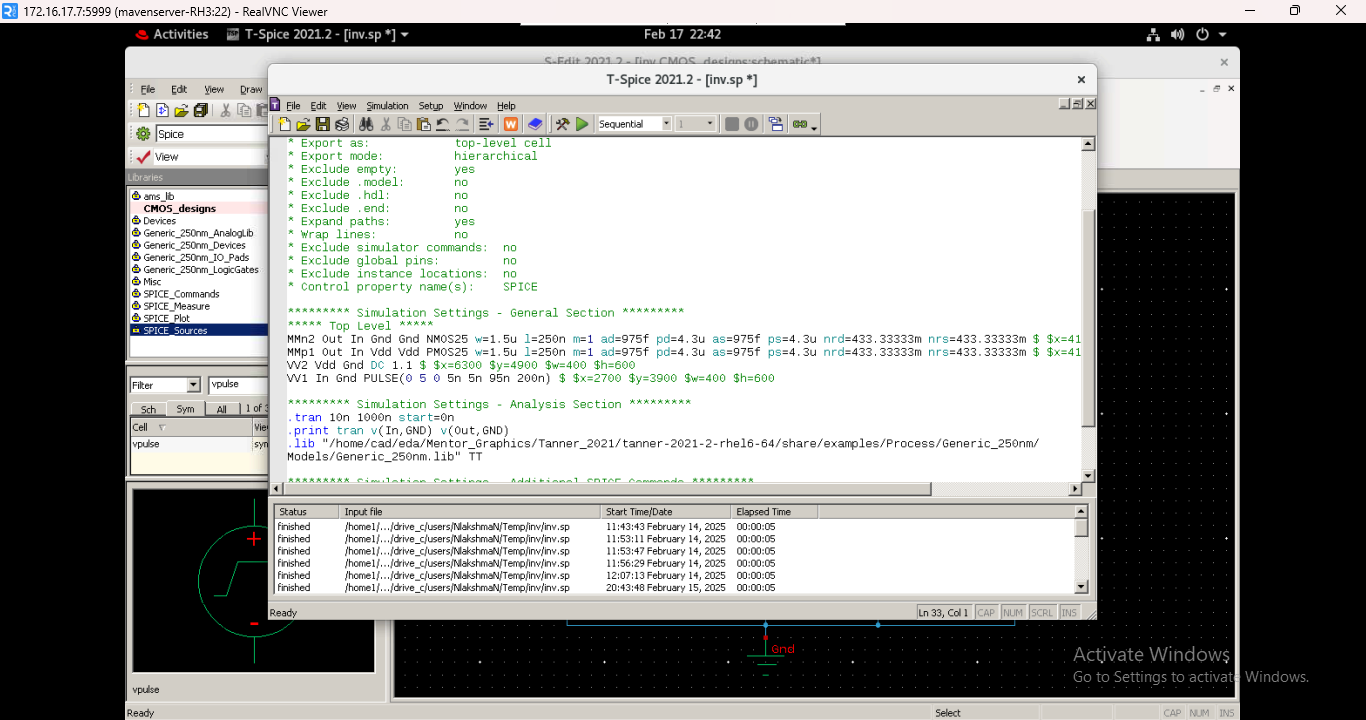 172.16.17.7:5999 (mavenserver-RH3:22) - RealVNC Viewer
Activities T-Spice 2021.2 - [inv.sp *] Feb 17 22:42
S-Edit 2021.2 - [inv CMOS_designs:schematic*]
T-Spice 2021.2 - [inv.sp *]
File Edit View Draw
File Edit View Simulation Setup Window Help
Sequential 1
Spice
View
Libraries
ams_lib
CMOS_designs
Devices
Generic_250nm_AnalogLib
Generic_250nm_Devices
Generic_250nm_IO_Pads
Generic_250nm_LogicGates
Misc
SPICE_Commands
SPICE_Measure
SPICE_Plot
SPICE_Sources
Filter vpulse
Sch Sym All 1 of
Cell
vpulse
vpulse
Ready
* Export as: top-level cell
* Export mode: hierarchical
* Exclude empty: yes
* Exclude .model: no
* Exclude .hdl: no
* Exclude .end: no
* Expand paths: yes
* Wrap lines: no
* Exclude simulator commands: no
* Exclude global pins: no
* Exclude instance locations: no
* Control property name(s): SPICE
********* Simulation Settings - General Section *********
***** Top Level *****
MMn2 Out In Gnd Gnd NMOS25 w=1.5u l=250n m=1 ad=975f pd=4.3u as=975f ps=4.3u nrd=433.33333m nrs=433.33333m $ $x=41
MMp1 Out In Vdd Vdd PMOS25 w=1.5u l=250n m=1 ad=975f pd=4.3u as=975f ps=4.3u nrd=433.33333m nrs=433.33333m $ $x=41
VV2 Vdd Gnd DC 1.1 $ $x=6300 $y=4900 $w=400 $h=600
VV1 In Gnd PULSE(0 5 0 5n 5n 95n 200n) $ $x=2700 $y=3900 $w=400 $h=600
********* Simulation Settings - Analysis Section *********
.tran 10n 1000n start=0n
.print tran v(In,GND) v(Out,GND)
.lib "/home/cad/eda/Mentor_Graphics/Tanner_2021/tanner-2021-2-rhel6-64/share/examples/Process/Generic_250nm/
Models/Generic_250nm.lib" TT
********* Simulation Settings - Additional SPICE Commands *********
Status Input file Start Time/Date Elapsed Time
finished /home1/.../drive_c/users/NlakshmaN/Temp/inv/inv.sp 11:43:43 February 14, 2025 00:00:05
finished /home1/.../drive_c/users/NlakshmaN/Temp/inv/inv.sp 11:53:11 February 14, 2025 00:00:05
finished /home1/.../drive_c/users/NlakshmaN/Temp/inv/inv.sp 11:53:47 February 14, 2025 00:00:05
finished /home1/.../drive_c/users/NlakshmaN/Temp/inv/inv.sp 11:56:29 February 14, 2025 00:00:05
finished /home1/.../drive_c/users/NlakshmaN/Temp/inv/inv.sp 12:07:13 February 14, 2025 00:00:05
finished /home1/.../drive_c/users/NlakshmaN/Temp/inv/inv.sp 20:43:48 February 15, 2025 00:00:05
Ready Ln 33, Col 1 CAP NUM SCRL INS
Gnd
Activate Windows
Go to Settings to activate Windows.
Select CAP NUM INS